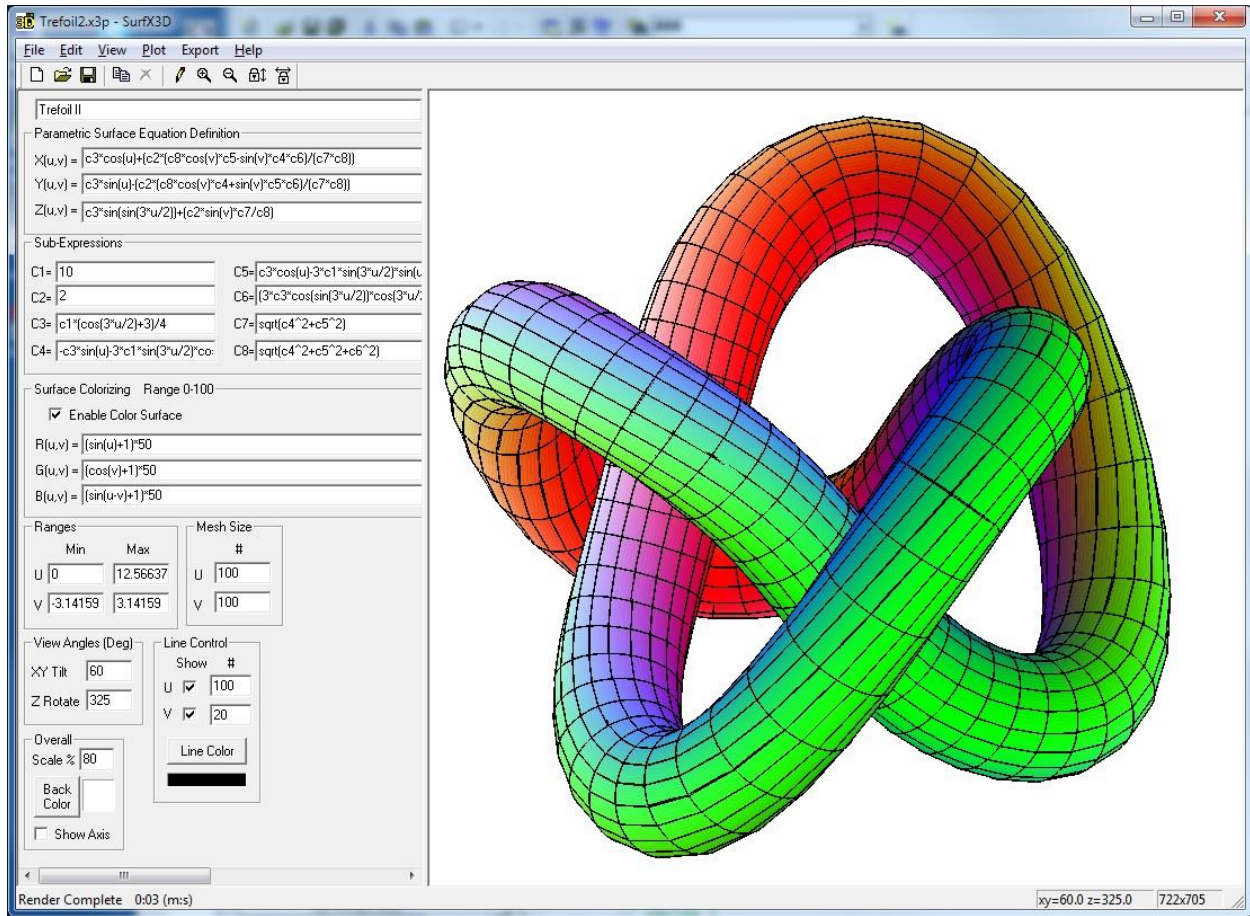 Trefoil2.x3p - SurfX3D
File Edit View Plot Export Help
Trefoil II
Parametric Surface Equation Definition
X(u,v) = c3*cos(u)+(c2*(c8*cos(v)*c5-sin(v)*c4*c6)/(c7*c8))
Y(u,v) = c3*sin(u)-(c2*(c8*cos(v)*c4+sin(v)*c5*c6)/(c7*c8))
Z(u,v) = c3*sin(sin(3*u/2))+(c2*sin(v)*c7/c8)
Sub-Expressions
C1= 10 C5= c3*cos(u)-3*c1*sin(3*u/2)*sin(u
C2= 2 C6= (3*c3*cos(sin(3*u/2))*cos(3*u/
C3= c1*(cos(3*u/2)+3)/4 C7= sqrt(c4^2+c5^2)
C4= -c3*sin(u)-3*c1*sin(3*u/2)*co: C8= sqrt(c4^2+c5^2+c6^2)
Surface Colorizing Range 0-100
Enable Color Surface
R(u,v) = (sin(u)+1)*50
G(u,v) = (cos(v)+1)*50
B(u,v) = (sin(u-v)+1)*50
Ranges Mesh Size
Min Max #
U 0 12.56637 U 100
V -3.14159 3.14159 V 100
View Angles (Deg) Line Control
Show #
XY Tilt 60 U 100
Z Rotate 325 V 20
Overall
Scale % 80 Line Color
Back Color
Show Axis
Render Complete 0:03 (m:s) xy=60.0 z=325.0 722x705